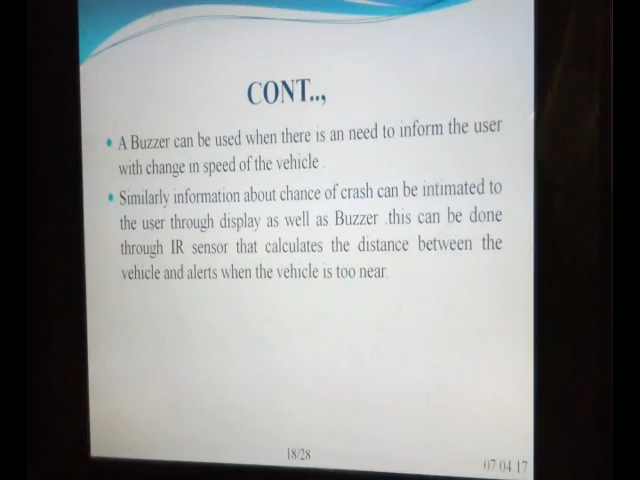 CONT..,
• A Buzzer can be used when there is an need to inform the user
with change in speed of the vehicle .
• Similarly information about chance of crash can be intimated to
the user through display as well as Buzzer .this can be done
through IR sensor that calculates the distance between the
vehicle and alerts when the vehicle is too near.
18/28
07.04.17